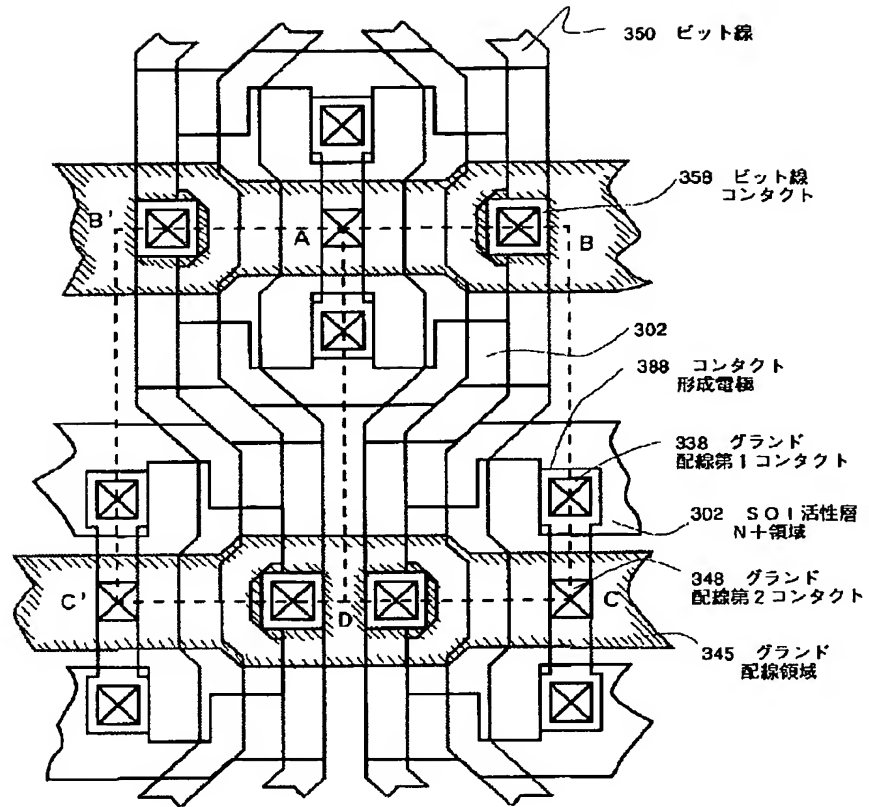 350 ビット線
358 ビット線
コンタクト
B'
A
B
302
388 コンタクト
形成電極
338 グランド
配線第1コンタクト
302 SOI活性層
N+領域
348 グランド
配線第2コンタクト
C'
D
C
345 グランド
配線領域